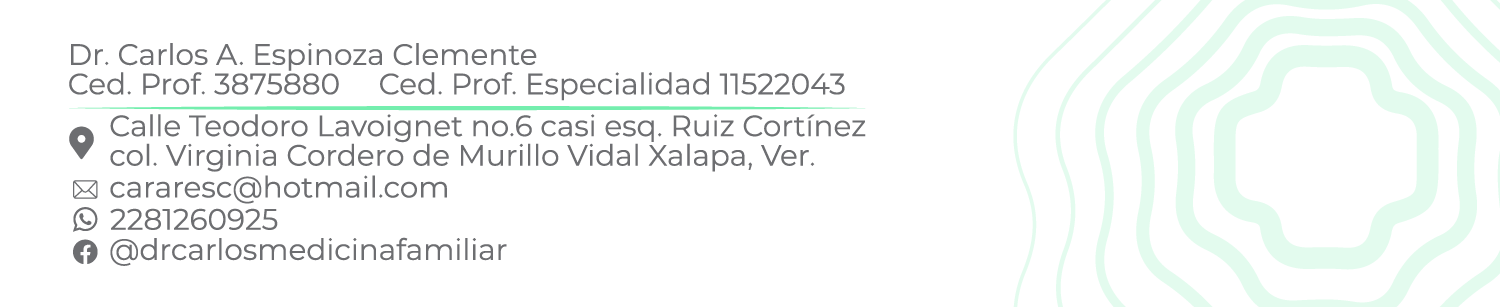 Dr. Carlos A. Espinoza Clemente
Ced. Prof. 3875880 Ced. Prof. Especialidad 11522043
Calle Teodoro Lavoignet no.6 casi esq. Ruiz Cortínez
col. Virginia Cordero de Murillo Vidal Xalapa, Ver.
cararesc@hotmail.com
2281260925
@drcarlosmedicinafamiliar